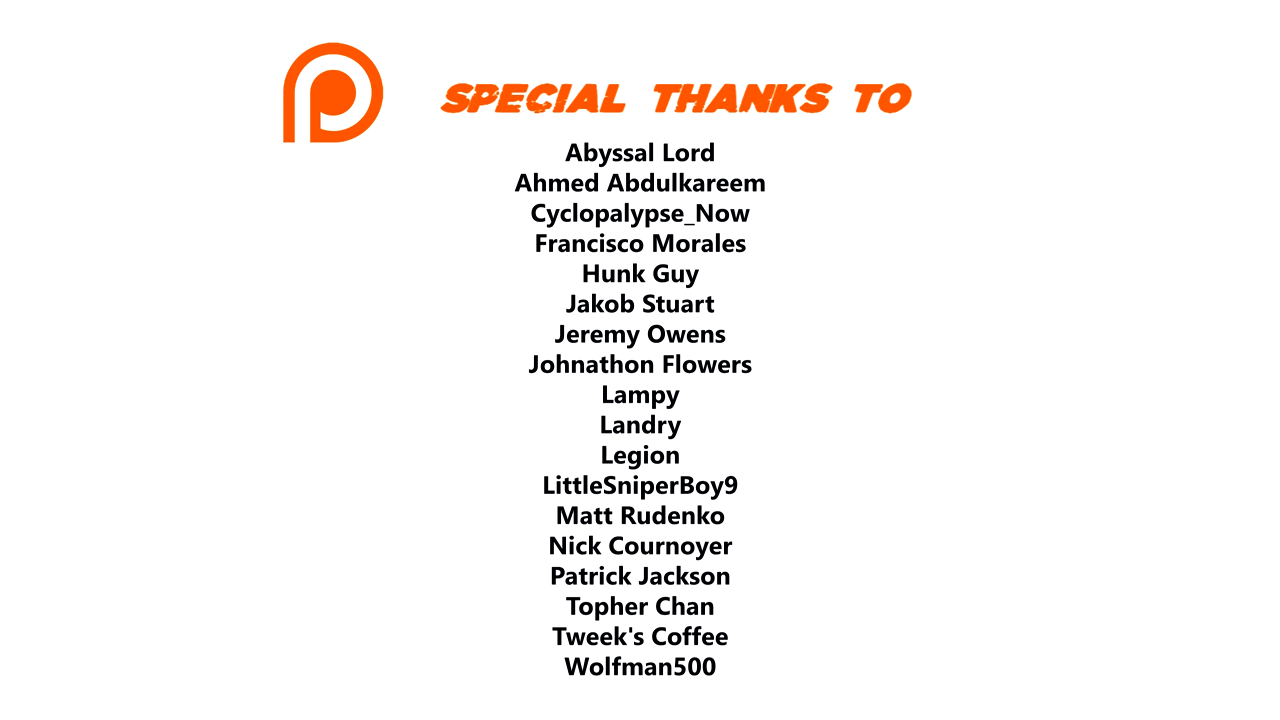 SPECIAL THANKS TO
Abyssal Lord
Ahmed Abdulkareem
Cyclopalypse_Now
Francisco Morales
Hunk Guy
Jakob Stuart
Jeremy Owens
Johnathon Flowers
Lampy
Landry
Legion
LittleSniperBoy9
Matt Rudenko
Nick Cournoyer
Patrick Jackson
Topher Chan
Tweek's Coffee
Wolfman500